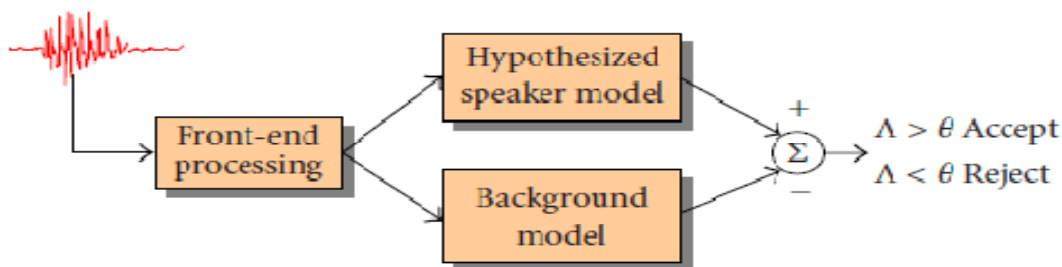 Front-end
processing
Hypothesized
speaker model
Background
model
+
Σ
−
Λ > θ Accept
Λ < θ Reject